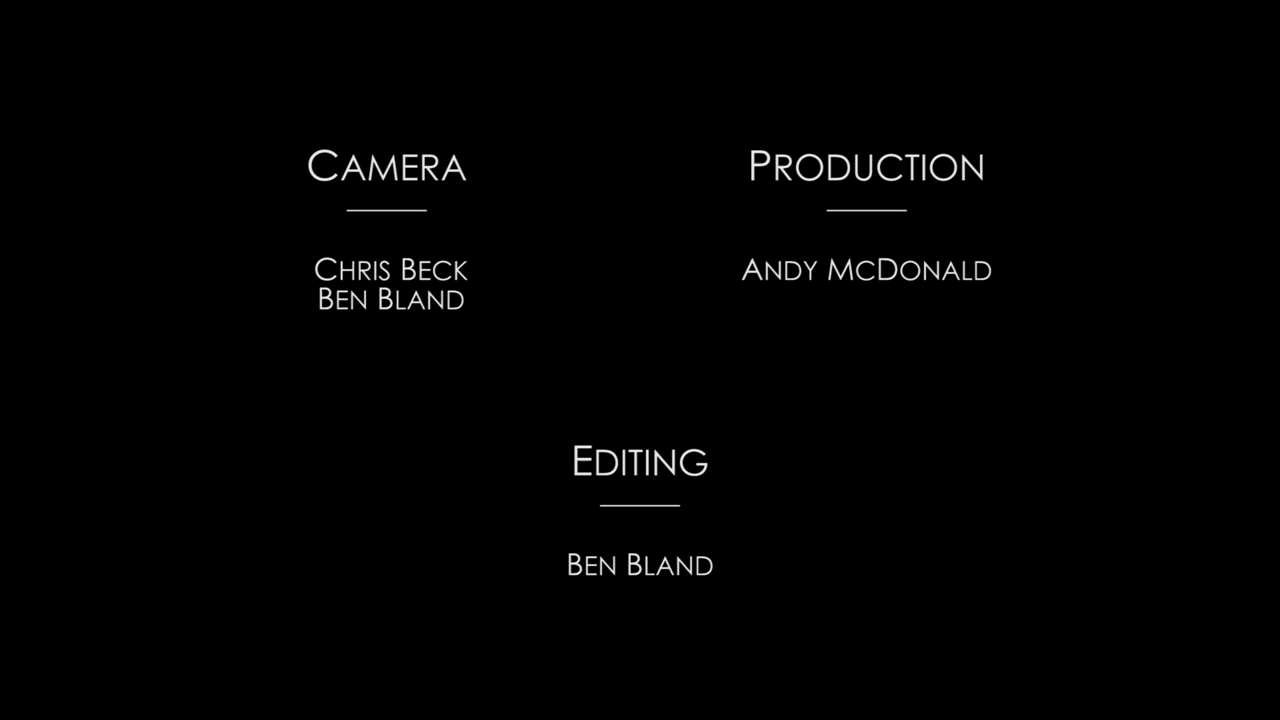 Camera
Chris Beck
Ben Bland
Production
Andy McDonald
Editing
Ben Bland